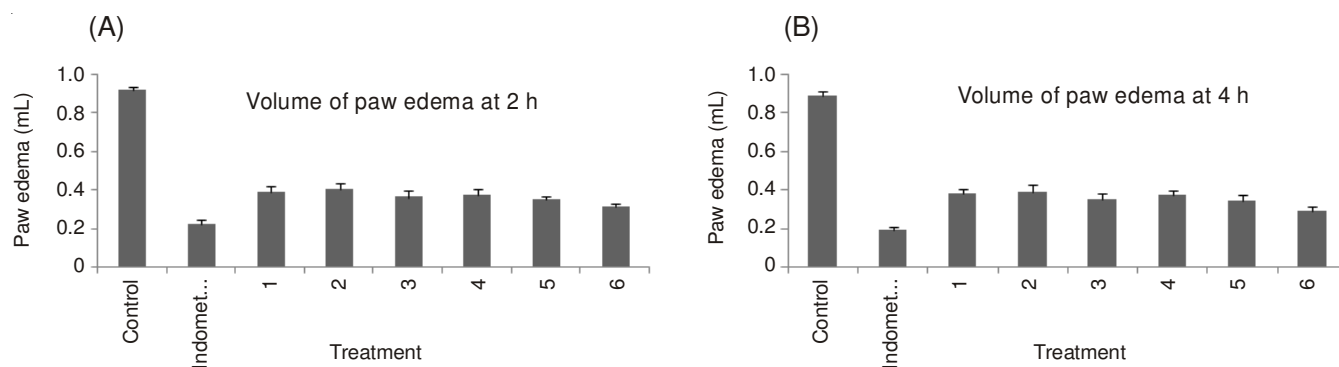 (A)
Volume of paw edema at 2 h
Paw edema (mL)
1.0
0.8
0.6
0.4
0.2
0
Control
Indomet...
1
2
3
4
5
6
Treatment
(B)
Volume of paw edema at 4 h
Paw edema (mL)
1.0
0.8
0.6
0.4
0.2
0
Control
Indomet...
1
2
3
4
5
6
Treatment